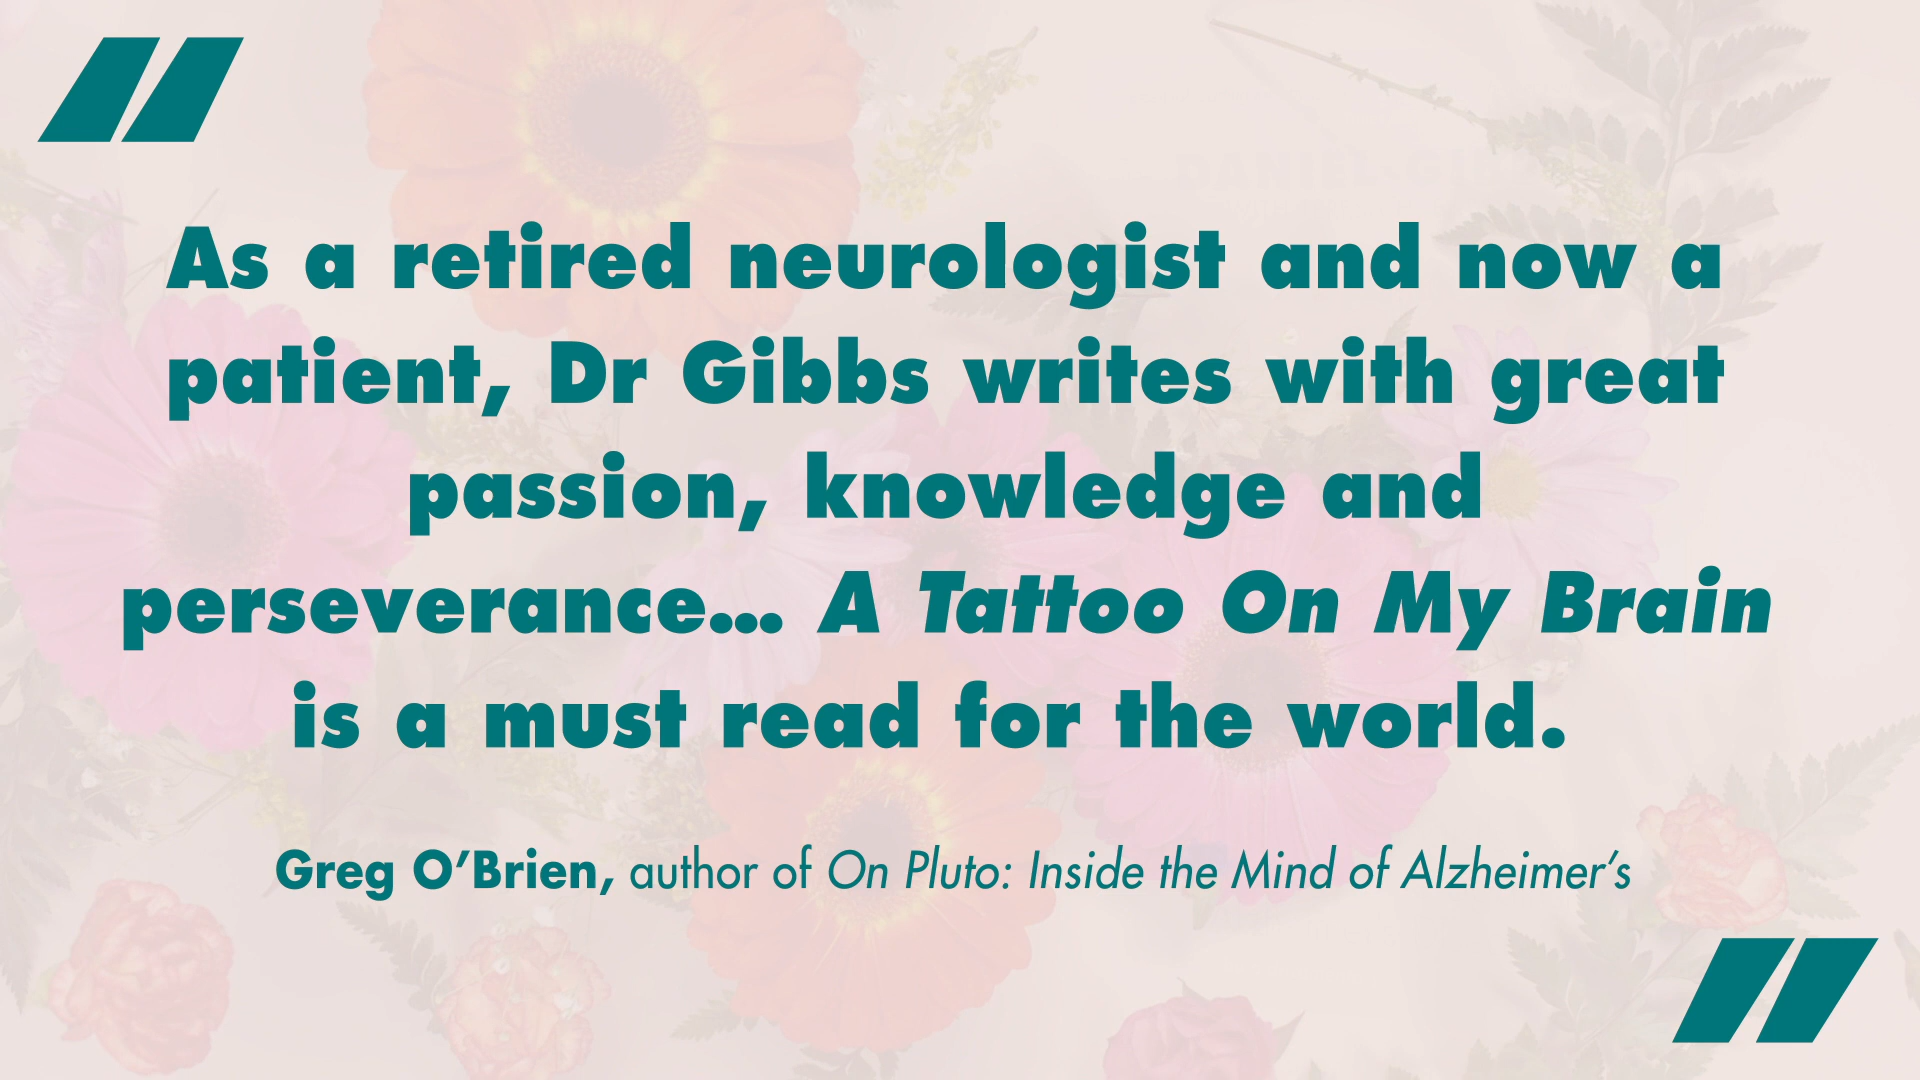 As a retired neurologist and now a
patient, Dr Gibbs writes with great
passion, knowledge and
perseverance... A Tattoo On My Brain
is a must read for the world.
Greg O’Brien, author of On Pluto: Inside the Mind of Alzheimer’s